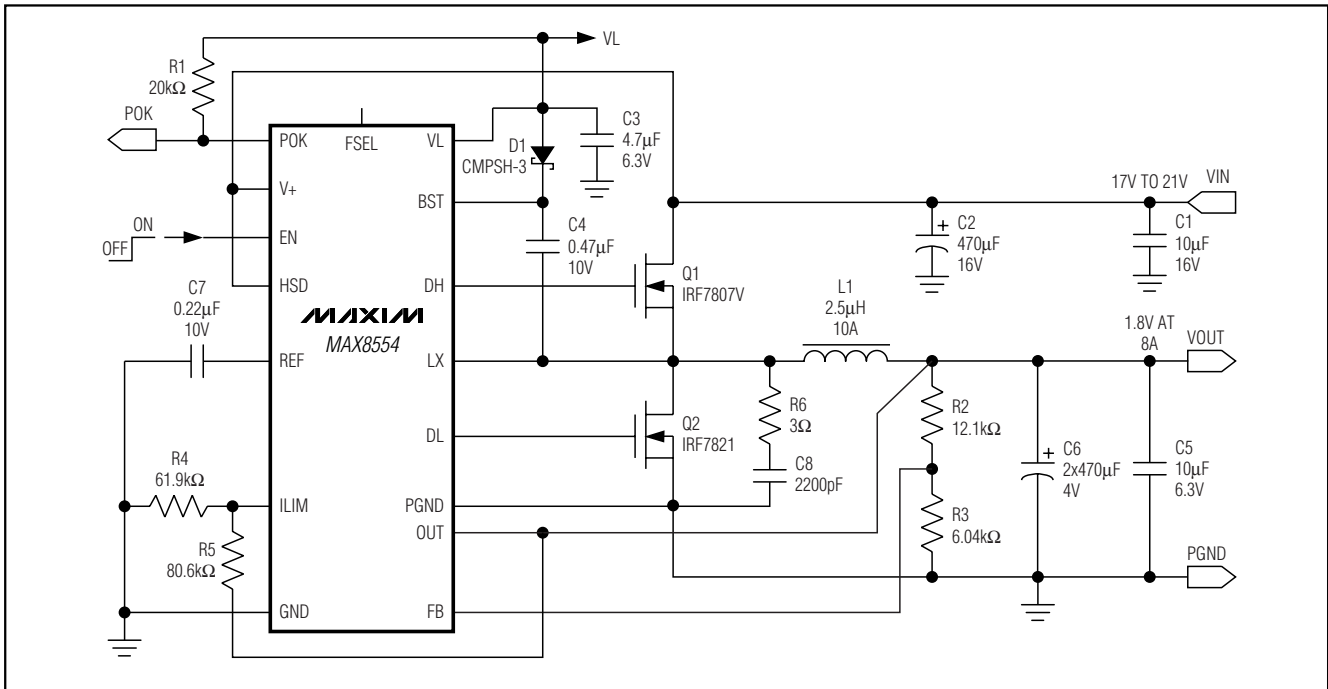 VL
R1
20kΩ
POK
POK
FSEL
VL
D1
CMPSH-3
C3
4.7µF
6.3V
V+
BST
17V TO 21V
VIN
ON
OFF
EN
C4
0.47µF
10V
C2
+
470µF
16V
C1
10µF
16V
HSD
DH
Q1
IRF7807V
C7
0.22µF
10V
MAXIM
MAX8554
L1
2.5µH
10A
1.8V AT
8A
VOUT
REF
LX
R6
3Ω
R2
12.1kΩ
DL
Q2
IRF7821
C8
2200pF
+
C6
2x470µF
4V
C5
10µF
6.3V
R4
61.9kΩ
ILIM
PGND
OUT
R3
6.04kΩ
R5
80.6kΩ
PGND
GND
FB